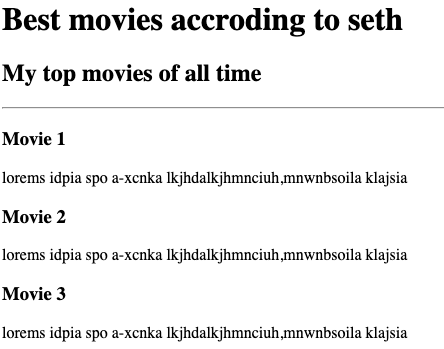 Best movies accroding to seth
My top movies of all time
Movie 1
lorems idpia spo a-xcnka lkjhdalkjhmnciuh,mnwnbsoila klajsia
Movie 2
lorems idpia spo a-xcnka lkjhdalkjhmnciuh,mnwnbsoila klajsia
Movie 3
lorems idpia spo a-xcnka lkjhdalkjhmnciuh,mnwnbsoila klajsia